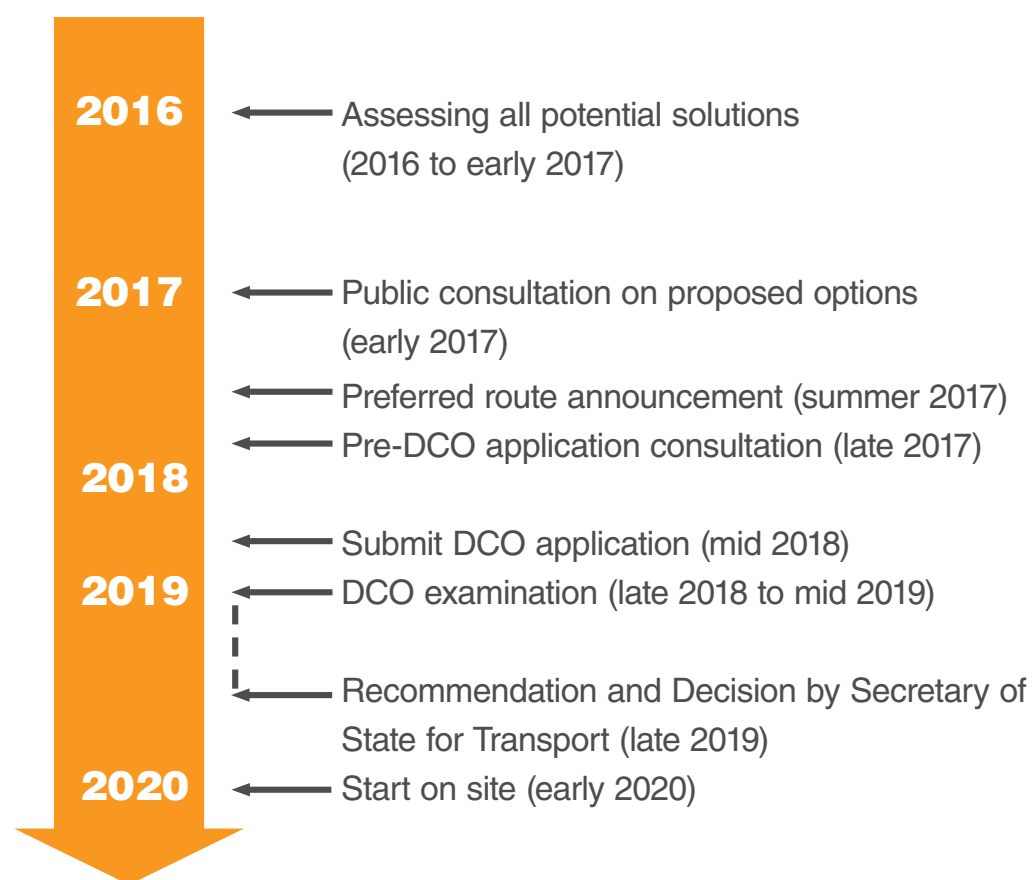 2016
Assessing all potential solutions
(2016 to early 2017)
2017
Public consultation on proposed options
(early 2017)
Preferred route announcement (summer 2017)
Pre-DCO application consultation (late 2017)
2018
Submit DCO application (mid 2018)
2019
DCO examination (late 2018 to mid 2019)
Recommendation and Decision by Secretary of
State for Transport (late 2019)
2020
Start on site (early 2020)